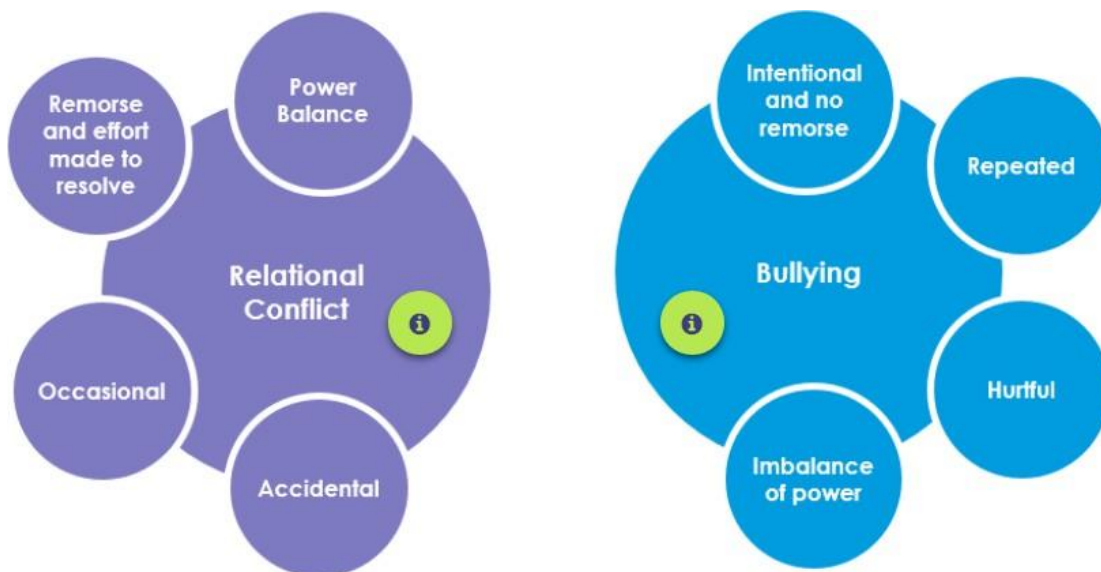 Power
Balance
Remorse
and effort
made to
resolve
Relational
Conflict
Occasional
Accidental
Intentional
and no
remorse
Repeated
Bullying
Hurtful
Imbalance
of power